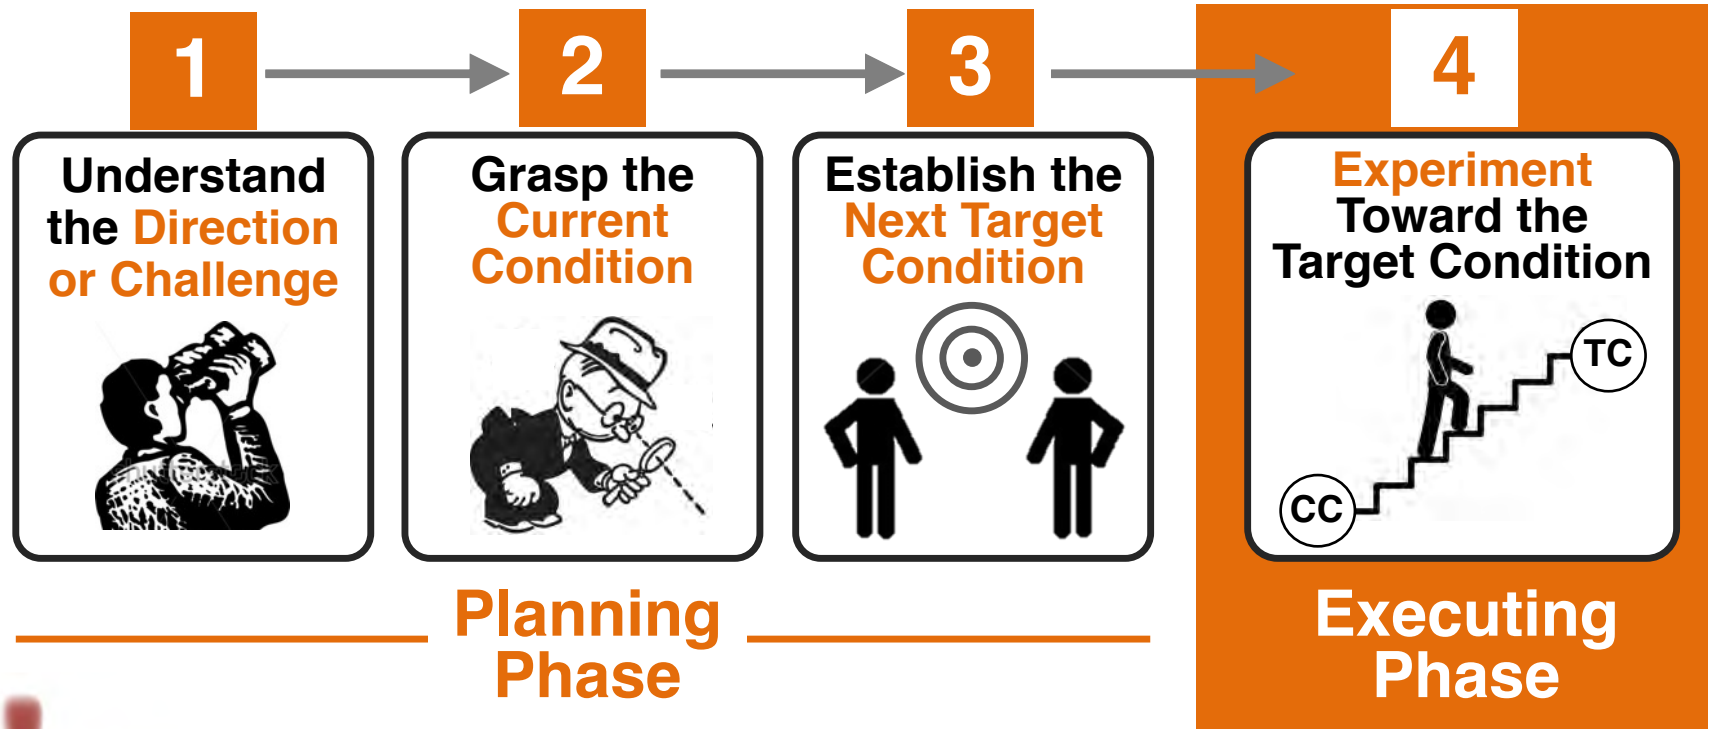 1
2
3
4
Understand
the Direction
or Challenge
Grasp the
Current
Condition
Establish the
Next Target
Condition
Experiment
Toward the
Target Condition
TC
CC
Planning
Phase
Executing
Phase